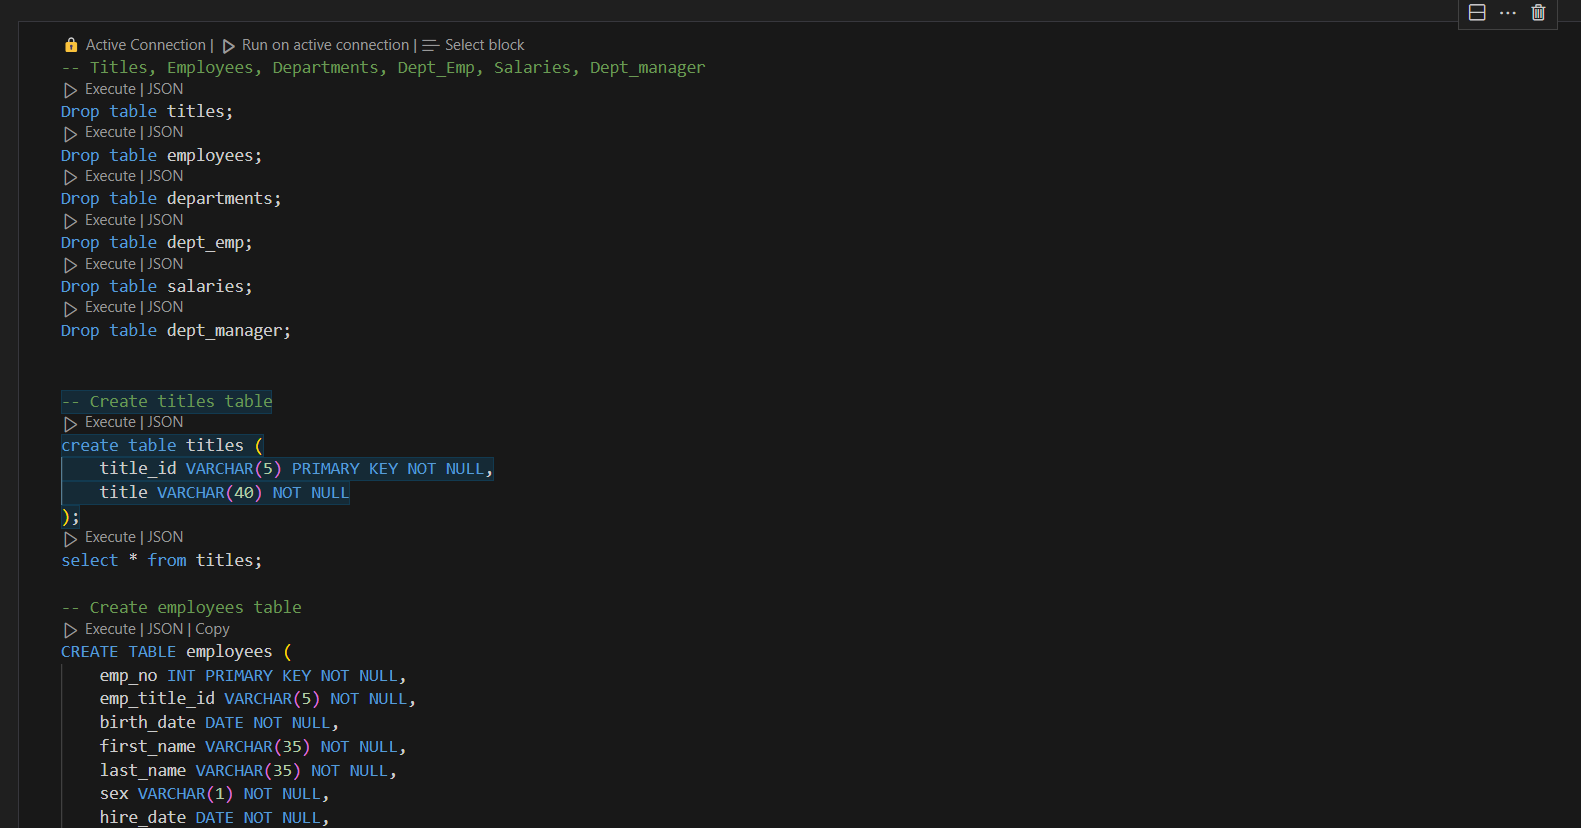 Active Connection | Run on active connection | Select block
-- Titles, Employees, Departments, Dept_Emp, Salaries, Dept_manager
Execute | JSON
Drop table titles;
Execute | JSON
Drop table employees;
Execute | JSON
Drop table departments;
Execute | JSON
Drop table dept_emp;
Execute | JSON
Drop table salaries;
Execute | JSON
Drop table dept_manager;
-- Create titles table
Execute | JSON
create table titles (
    title_id VARCHAR(5) PRIMARY KEY NOT NULL,
    title VARCHAR(40) NOT NULL
);
Execute | JSON
select * from titles;
-- Create employees table
Execute | JSON | Copy
CREATE TABLE employees (
    emp_no INT PRIMARY KEY NOT NULL,
    emp_title_id VARCHAR(5) NOT NULL,
    birth_date DATE NOT NULL,
    first_name VARCHAR(35) NOT NULL,
    last_name VARCHAR(35) NOT NULL,
    sex VARCHAR(1) NOT NULL,
    hire_date DATE NOT NULL,